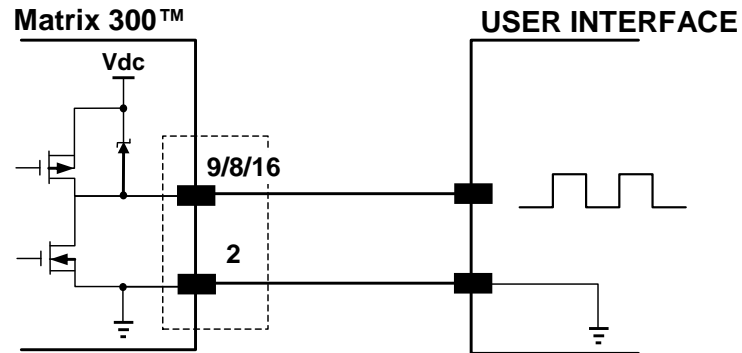 Matrix 300™
USER INTERFACE
Vdc
9/8/16
2